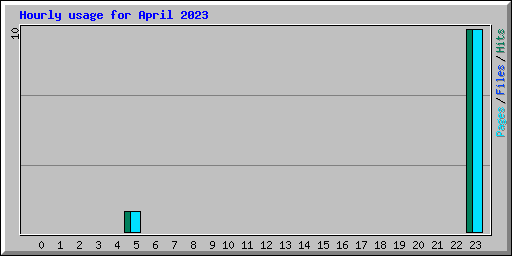 Hourly usage for April 2023
10
Pages/Files/Hits
0 1 2 3 4 5 6 7 8 9 10 11 12 13 14 15 16 17 18 19 20 21 22 23